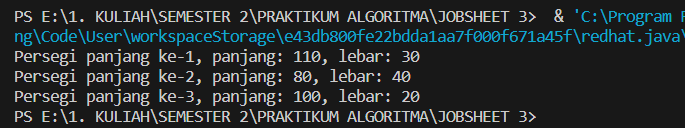 PS E:\1. KULIAH\SEMESTER 2\PRAKTIKUM ALGORITMA\JOBSHEET 3> & 'C:\Program F
ng\Code\User\workspaceStorage\e43db800fe22bdda1aa7f000f671a45f\redhat.java\
Persegi panjang ke-1, panjang: 110, lebar: 30
Persegi panjang ke-2, panjang: 80, lebar: 40
Persegi panjang ke-3, panjang: 100, lebar: 20
PS E:\1. KULIAH\SEMESTER 2\PRAKTIKUM ALGORITMA\JOBSHEET 3>